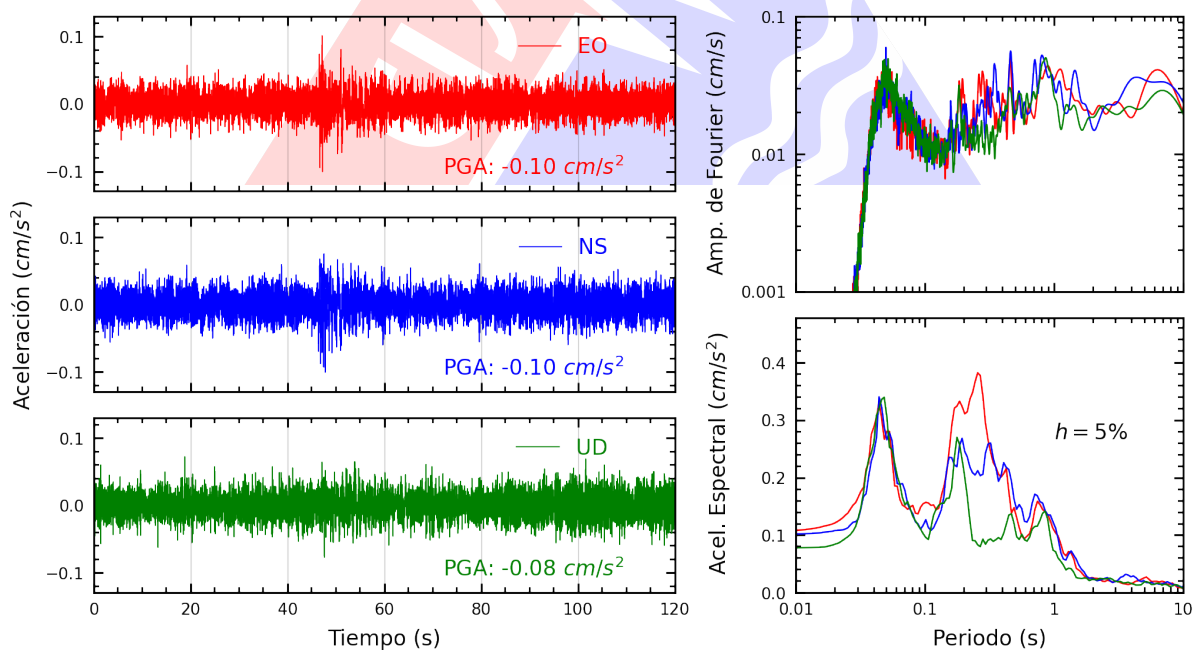 Aceleración (cm/s²)
0.1
0.0
−0.1
EO
PGA: -0.10 cm/s²
0.1
0.0
−0.1
NS
PGA: -0.10 cm/s²
0.1
0.0
−0.1
UD
PGA: -0.08 cm/s²
0 20 40 60 80 100 120
Tiempo (s)
Amp. de Fourier (cm/s)
0.1
0.01
0.001
Acel. Espectral (cm/s²)
0.4
0.3
0.2
0.1
0.0
h = 5%
0.01 0.1 1 10
Periodo (s)